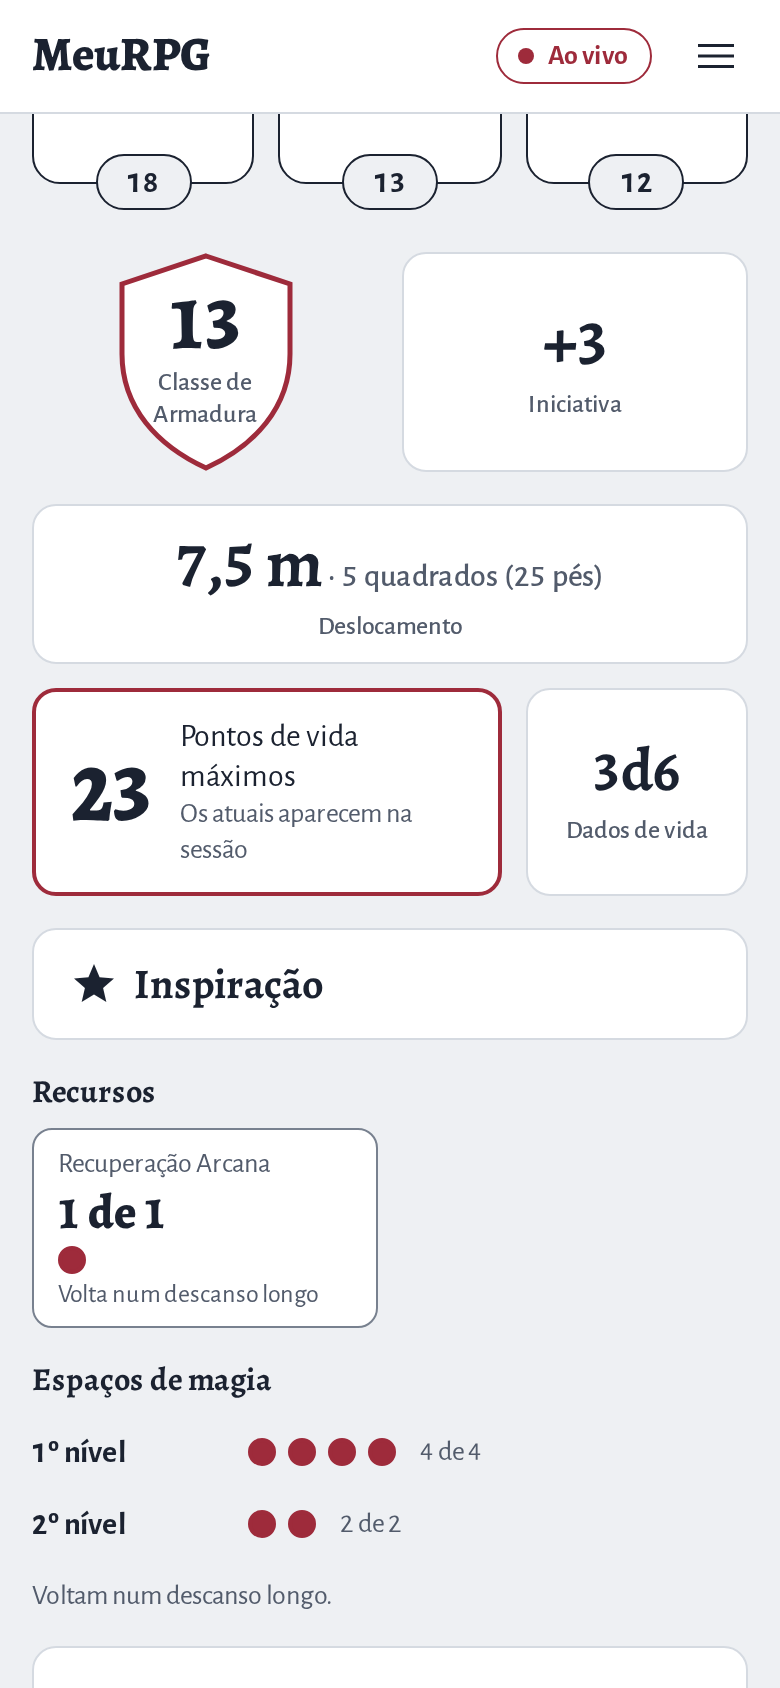 MeuRPG
Ao vivo
18
13
12
13
Classe de
Armadura
+3
Iniciativa
7,5 m · 5 quadrados (25 pés)
Deslocamento
23
Pontos de vida
máximos
Os atuais aparecem na
sessão
3d6
Dados de vida
Inspiração
Recursos
Recuperação Arcana
1 de 1
Volta num descanso longo
Espaços de magia
1º nível
4 de 4
2º nível
2 de 2
Voltam num descanso longo.